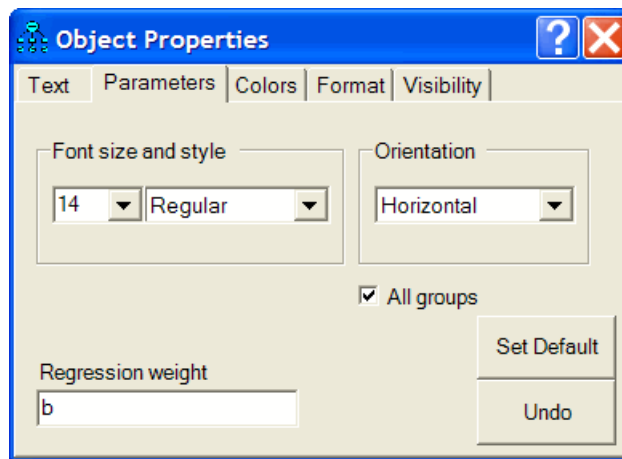 Object Properties
Text Parameters Colors Format Visibility
Font size and style Orientation
14 Regular Horizontal
All groups
Set Default
Regression weight
b
Undo